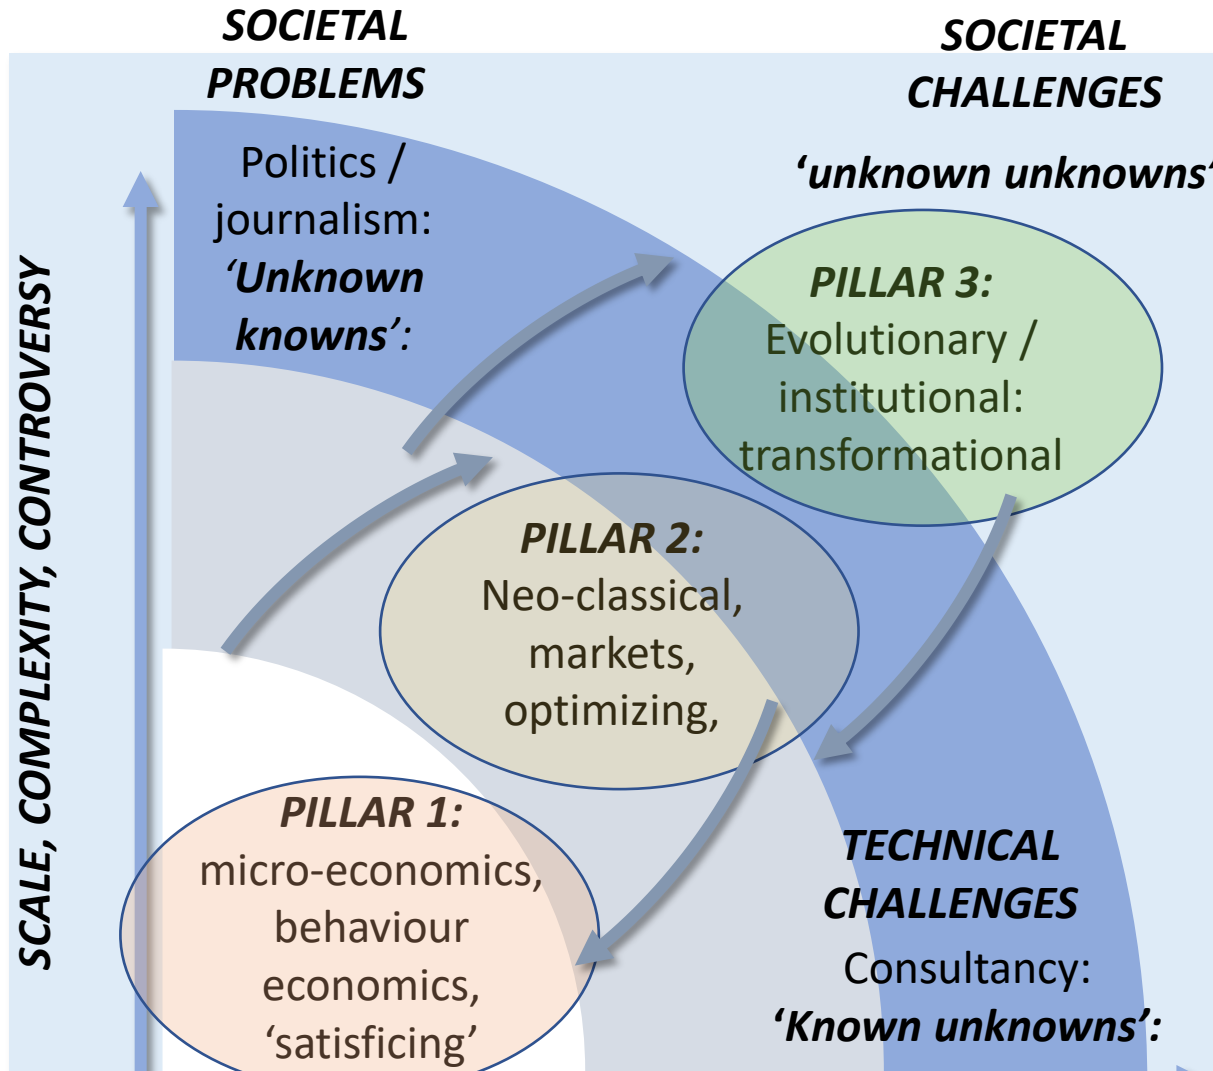 SOCIETAL
PROBLEMS
Politics /
journalism:
‘Unknown
knowns’:
SOCIETAL
CHALLENGES
‘unknown unknowns’
PILLAR 3:
Evolutionary /
institutional:
transformational
PILLAR 2:
Neo-classical,
markets,
optimizing,
PILLAR 1:
micro-economics,
behaviour
economics,
‘satisficing’
TECHNICAL
CHALLENGES
Consultancy:
‘Known unknowns’:
SCALE, COMPLEXITY, CONTROVERSY